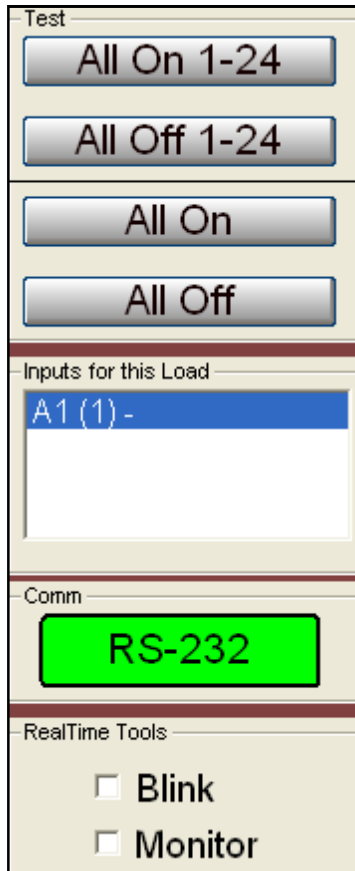 Test
All On 1-24
All Off 1-24
All On
All Off
Inputs for this Load
A1 (1) -
Comm
RS-232
RealTime Tools
Blink
Monitor